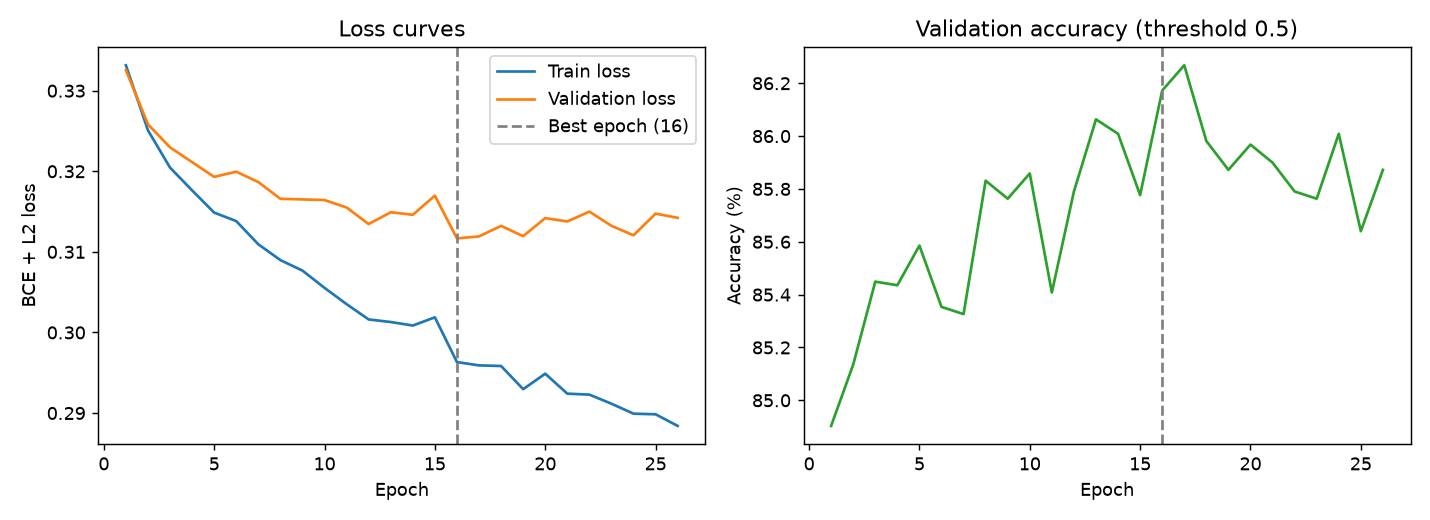 Loss curves
Train loss
Validation loss
Best epoch (16)
0.33
0.32
0.31
0.30
0.29
BCE + L2 loss
0
5
10
15
20
25
Epoch
Validation accuracy (threshold 0.5)
86.2
86.0
85.8
85.6
85.4
85.2
85.0
Accuracy (%)
0
5
10
15
20
25
Epoch